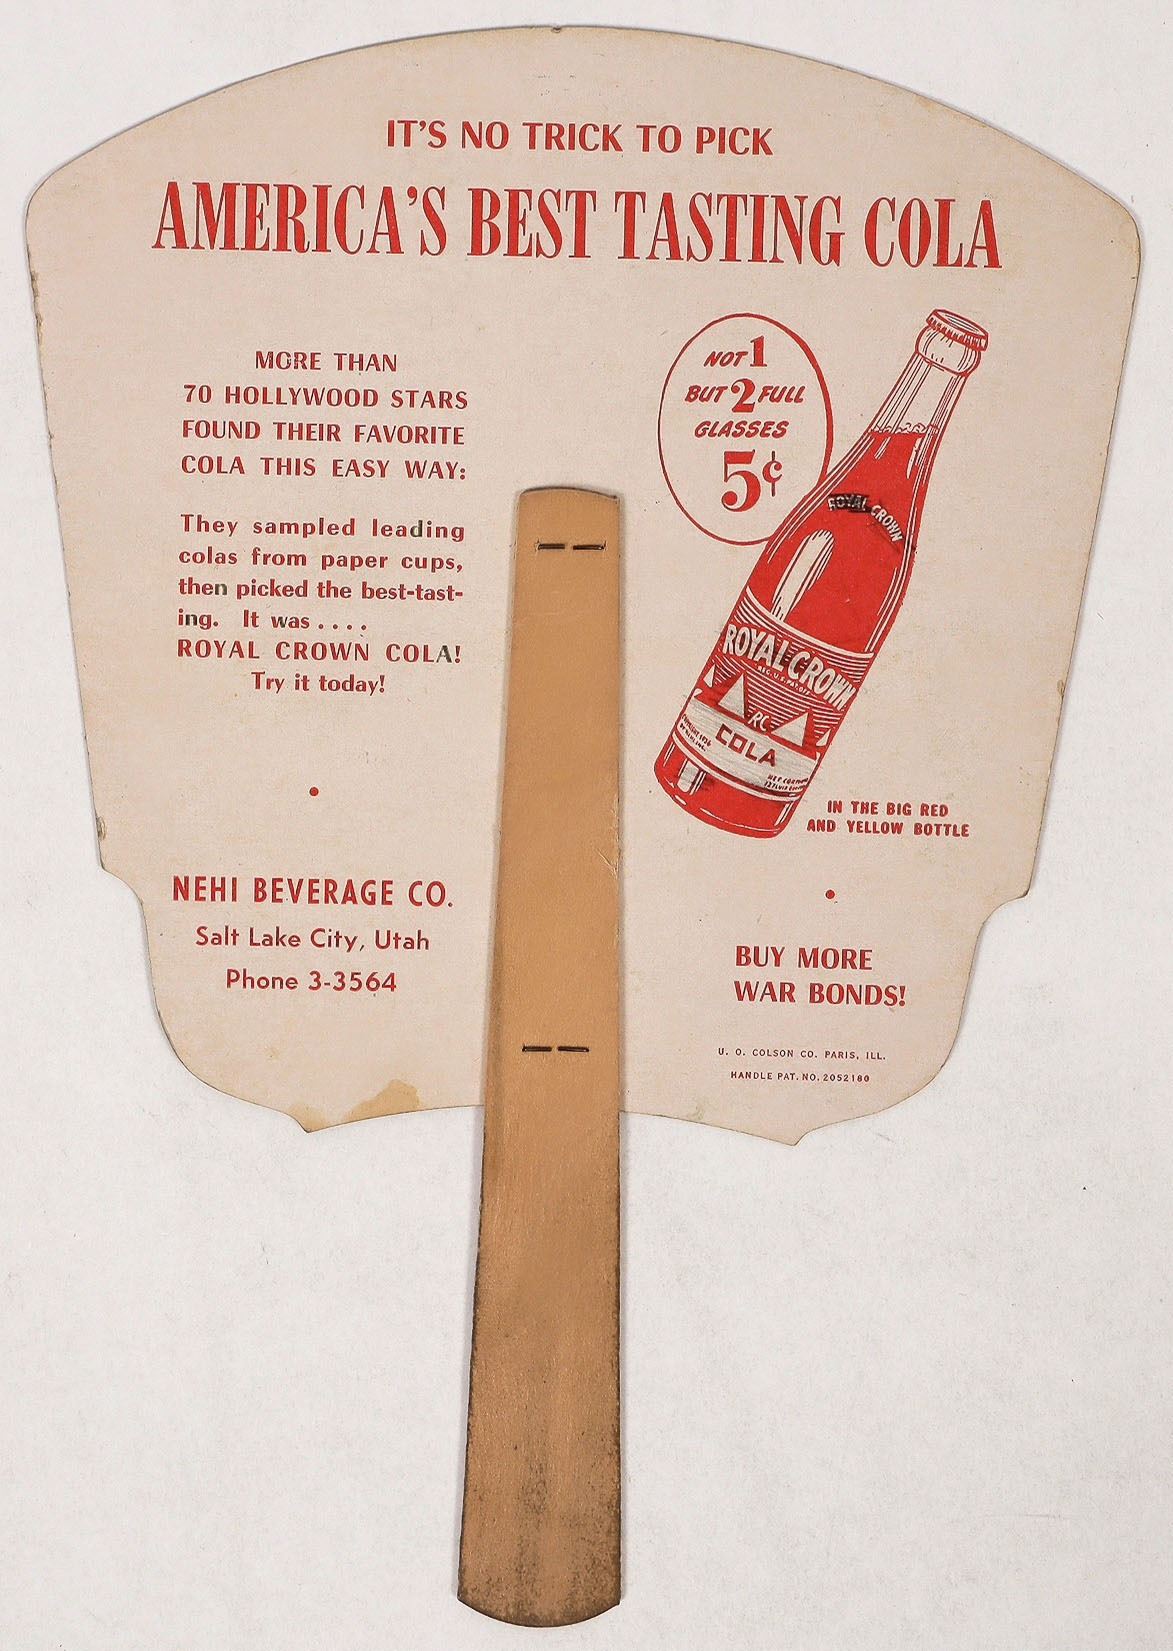 IT'S NO TRICK TO PICK
AMERICA'S BEST TASTING COLA
MORE THAN
70 HOLLYWOOD STARS
FOUND THEIR FAVORITE
COLA THIS EASY WAY:
They sampled leading
colas from paper cups,
then picked the best-tast-
ing. It was . . . .
ROYAL CROWN COLA!
Try it today!
NEHI BEVERAGE CO.
Salt Lake City, Utah
Phone 3-3564
NOT 1
BUT 2 FULL
GLASSES
5¢
ROYAL CROWN
ROYAL CROWN
REG. U.S. PAT. OFF.
RC
COLA
IN THE BIG RED
AND YELLOW BOTTLE
BUY MORE
WAR BONDS!
U. O. COLSON CO. PARIS, ILL.
HANDLE PAT. NO. 2052180